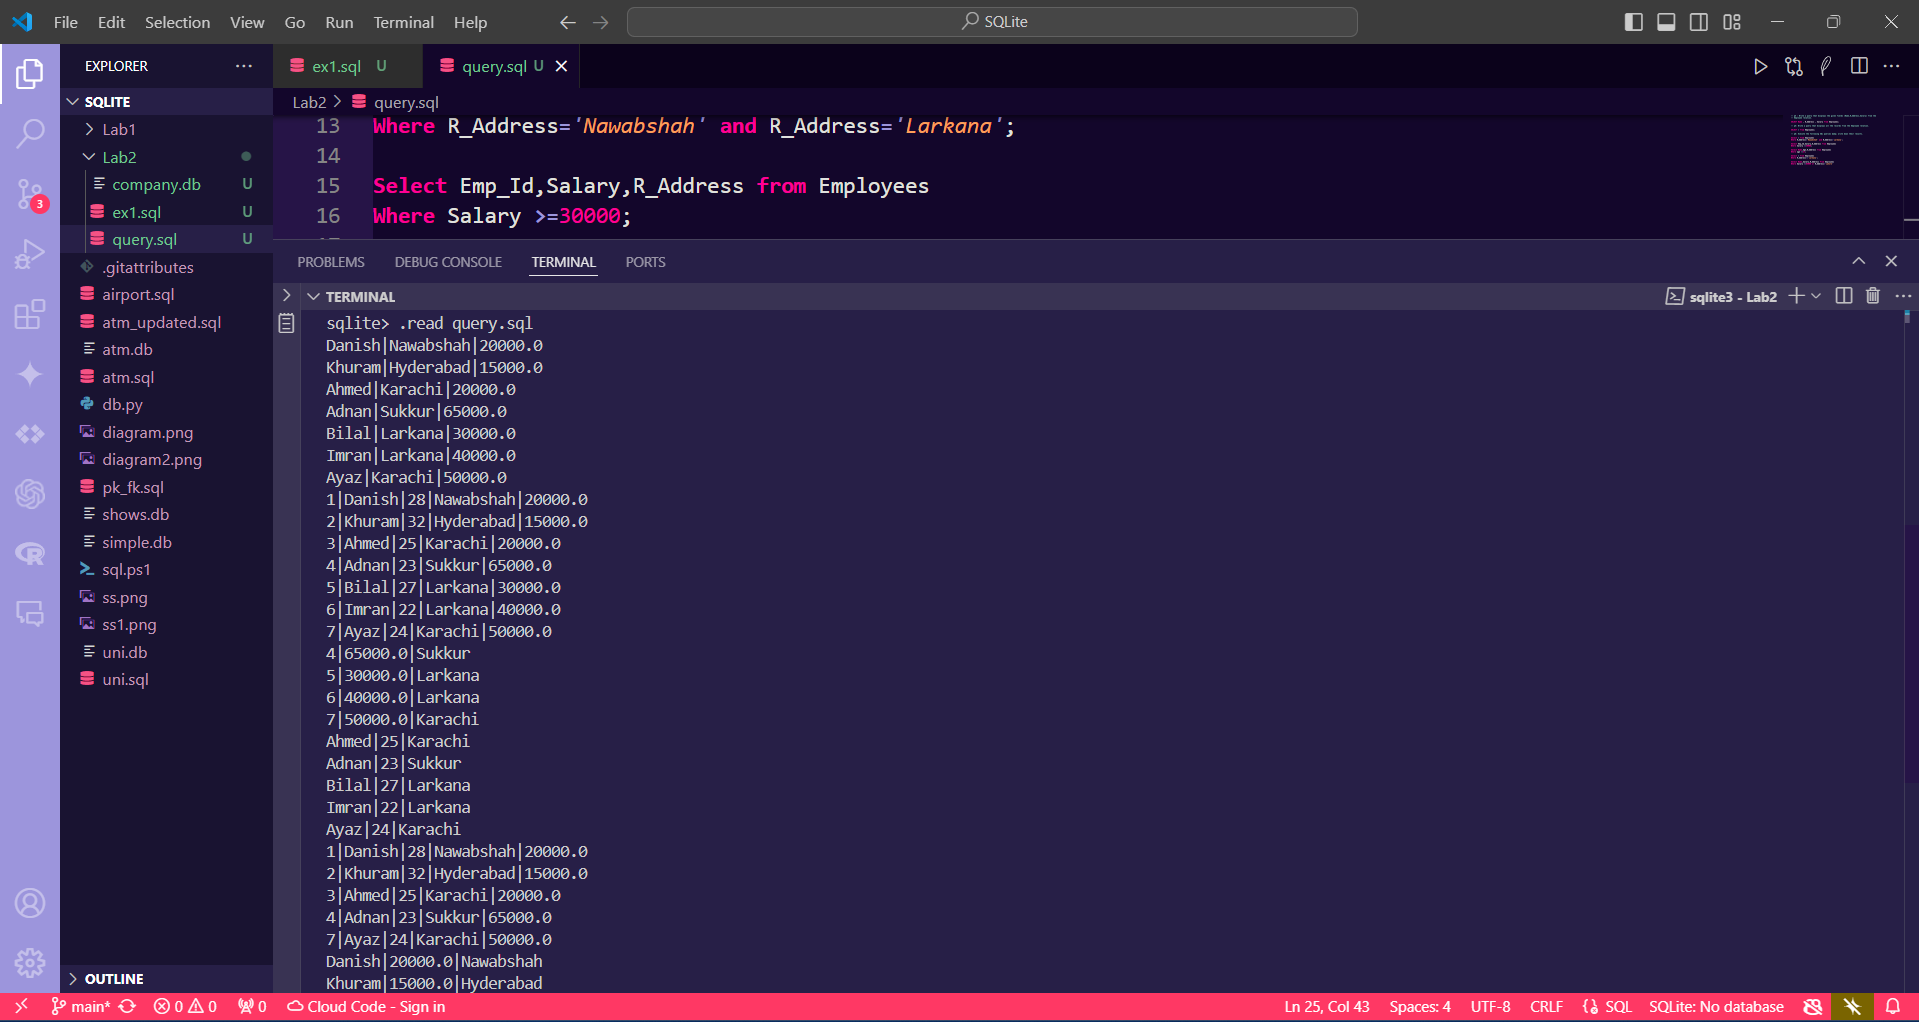 File Edit Selection View Go Run Terminal Help
SQLite
EXPLORER
SQLITE
Lab1
Lab2
company.db U
ex1.sql U
query.sql U
.gitattributes
airport.sql
atm_updated.sql
atm.db
atm.sql
db.py
diagram.png
diagram2.png
pk_fk.sql
shows.db
simple.db
sql.ps1
ss.png
ss1.png
uni.db
uni.sql
OUTLINE
3
ex1.sql U
query.sql U
Lab2 > query.sql
13 Where R_Address='Nawabshah' and R_Address='Larkana';
14
15 Select Emp_Id,Salary,R_Address from Employees
16 Where Salary >=30000;
PROBLEMS DEBUG CONSOLE TERMINAL PORTS
TERMINAL
sqlite3 - Lab2
sqlite> .read query.sql
Danish|Nawabshah|20000.0
Khuram|Hyderabad|15000.0
Ahmed|Karachi|20000.0
Adnan|Sukkur|65000.0
Bilal|Larkana|30000.0
Imran|Larkana|40000.0
Ayaz|Karachi|50000.0
1|Danish|28|Nawabshah|20000.0
2|Khuram|32|Hyderabad|15000.0
3|Ahmed|25|Karachi|20000.0
4|Adnan|23|Sukkur|65000.0
5|Bilal|27|Larkana|30000.0
6|Imran|22|Larkana|40000.0
7|Ayaz|24|Karachi|50000.0
4|65000.0|Sukkur
5|30000.0|Larkana
6|40000.0|Larkana
7|50000.0|Karachi
Ahmed|25|Karachi
Adnan|23|Sukkur
Bilal|27|Larkana
Imran|22|Larkana
Ayaz|24|Karachi
1|Danish|28|Nawabshah|20000.0
2|Khuram|32|Hyderabad|15000.0
3|Ahmed|25|Karachi|20000.0
4|Adnan|23|Sukkur|65000.0
7|Ayaz|24|Karachi|50000.0
Danish|20000.0|Nawabshah
Khuram|15000.0|Hyderabad
main* 0 0 0 Cloud Code - Sign in
Ln 25, Col 43 Spaces: 4 UTF-8 CRLF SQL SQLite: No database